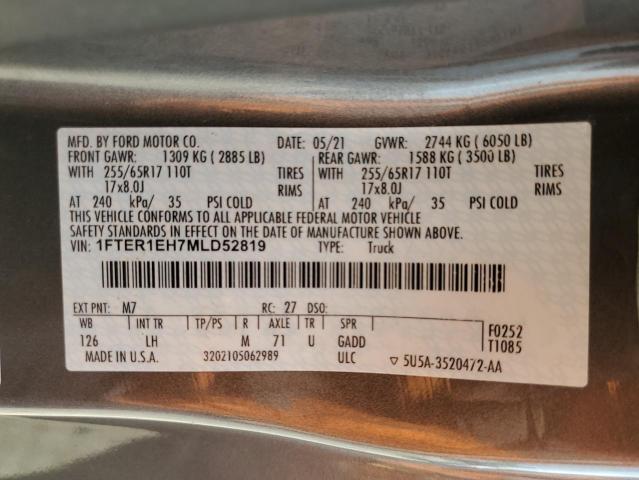 MFD. BY FORD MOTOR CO. DATE: 05/21 GVWR: 2744 KG ( 6050 LB)
FRONT GAWR: 1309 KG ( 2885 LB) REAR GAWR: 1588 KG ( 3500 LB)
WITH 255/65R17 110T TIRES WITH 255/65R17 110T TIRES
17x8.0J RIMS 17x8.0J RIMS
AT 240 kPa/ 35 PSI COLD AT 240 kPa/ 35 PSI COLD
THIS VEHICLE CONFORMS TO ALL APPLICABLE FEDERAL MOTOR VEHICLE
SAFETY STANDARDS IN EFFECT ON THE DATE OF MANUFACTURE SHOWN ABOVE.
VIN: 1FTER1EH7MLD52819 TYPE: Truck
EXT PNT: M7 RC: 27 DSO:
WB INT TR TP/PS R AXLE TR SPR F0252
126 LH M 71 U GADD T1085
MADE IN U.S.A. 3202105062989 ULC ▽ 5U5A-3520472-AA